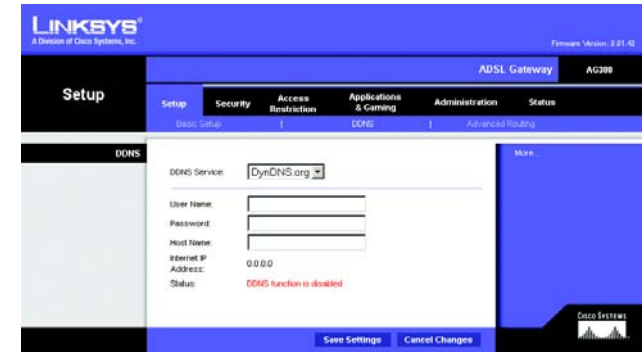 LINKSYS®
A Division of Cisco Systems, Inc.
Firmware Version: 0.01.42
ADSL Gateway AG300
Setup
Setup Security Access Restriction Applications & Gaming Administration Status
Basic Setup | DDNS | Advanced Routing
DDNS
More...
DDNS Service: DynDNS.org
User Name:
Password:
Host Name:
Internet IP Address: 0.0.0.0
Status: DDNS function is disabled
Save Settings Cancel Changes
CISCO SYSTEMS